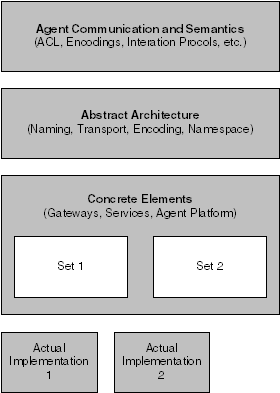 Agent Communication and Semantics
(ACL, Encodings, Interation Procols, etc.)
Abstract Architecture
(Naming, Transport, Encoding, Namespace)
Concrete Elements
(Gateways, Services, Agent Platform)
Set 1
Set 2
Actual
Implementation
1
Actual
Implementation
2